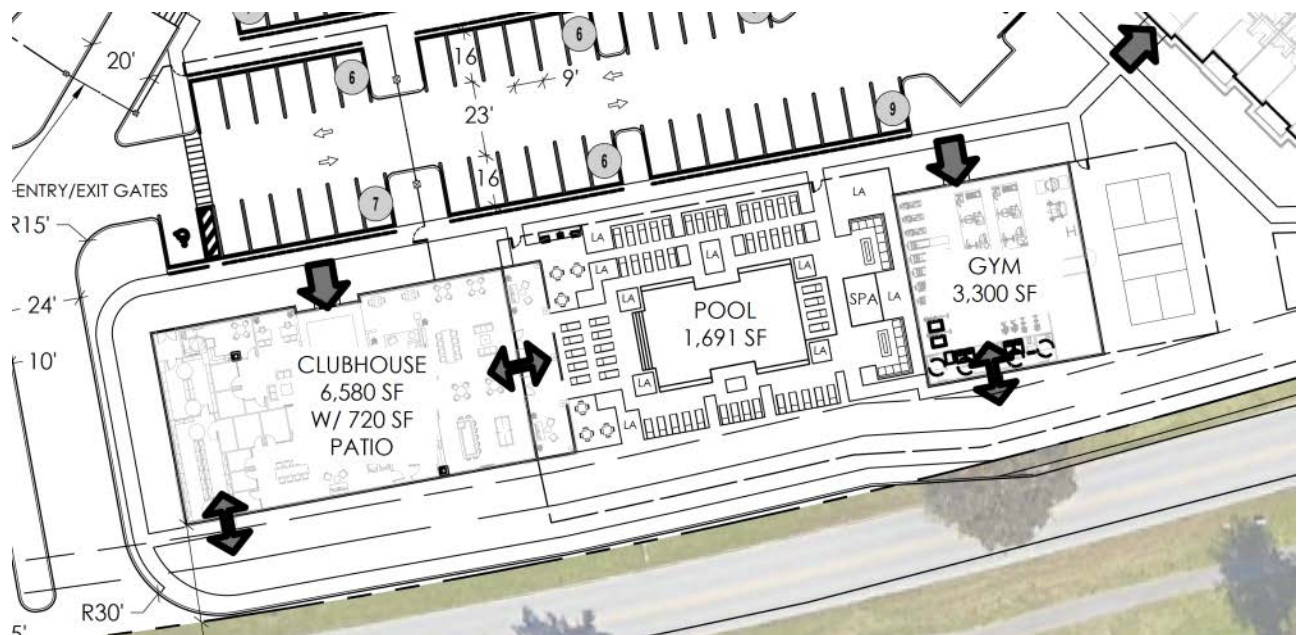 20'
6
6
16
9'
23'
9
6
16
7
ENTRY/EXIT GATES
R15'
24'
10'
LA
LA
LA
LA
LA
LA
LA
LA
LA
LA
LA
SPA
GYM
3,300 SF
POOL
1,691 SF
CLUBHOUSE
6,580 SF
W/ 720 SF
PATIO
R30'
5'